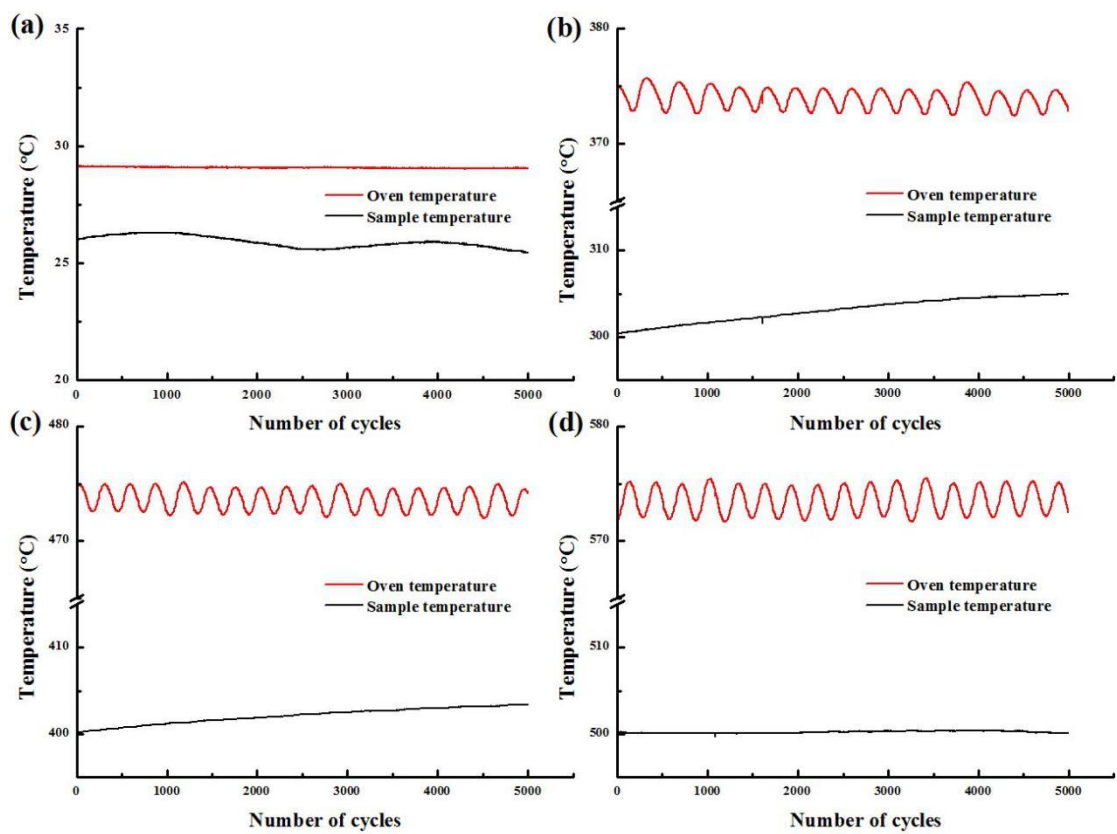 (a)
35
30
25
20
Temperature (°C)
Oven temperature
Sample temperature
0 1000 2000 3000 4000 5000
Number of cycles
(b)
380
370
310
300
Temperature (°C)
Oven temperature
Sample temperature
0 1000 2000 3000 4000 5000
Number of cycles
(c)
480
470
410
400
Temperature (°C)
Oven temperature
Sample temperature
0 1000 2000 3000 4000 5000
Number of cycles
(d)
580
570
510
500
Temperature (°C)
Oven temperature
Sample temperature
0 1000 2000 3000 4000 5000
Number of cycles